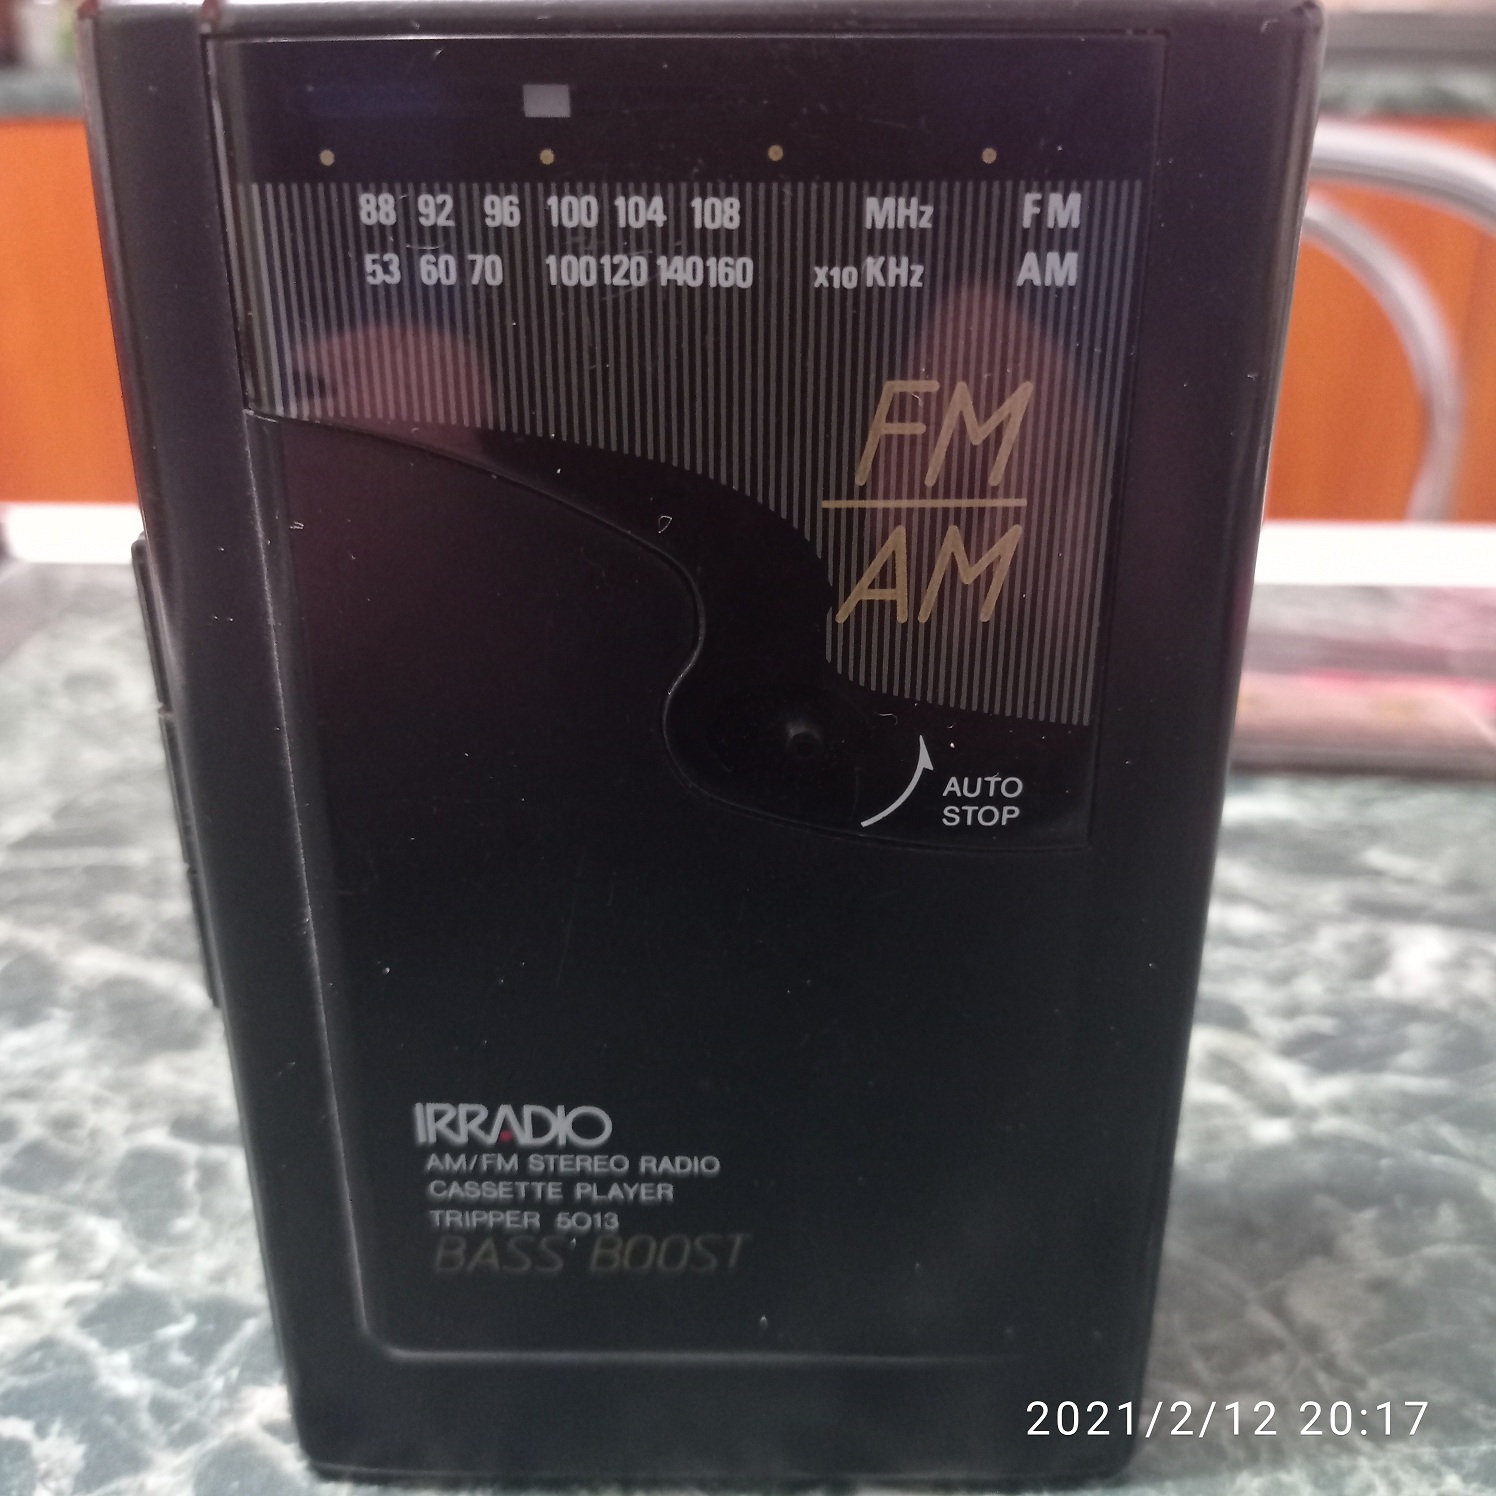 88 92 96 100 104 108 MHz FM
53 60 70 100 120 140 160 x10 KHz AM
FM
AM
AUTO
STOP
IRRADIO
AM/FM STEREO RADIO
CASSETTE PLAYER
TRIPPER 5013
BASS BOOST
2021/2/12 20:17